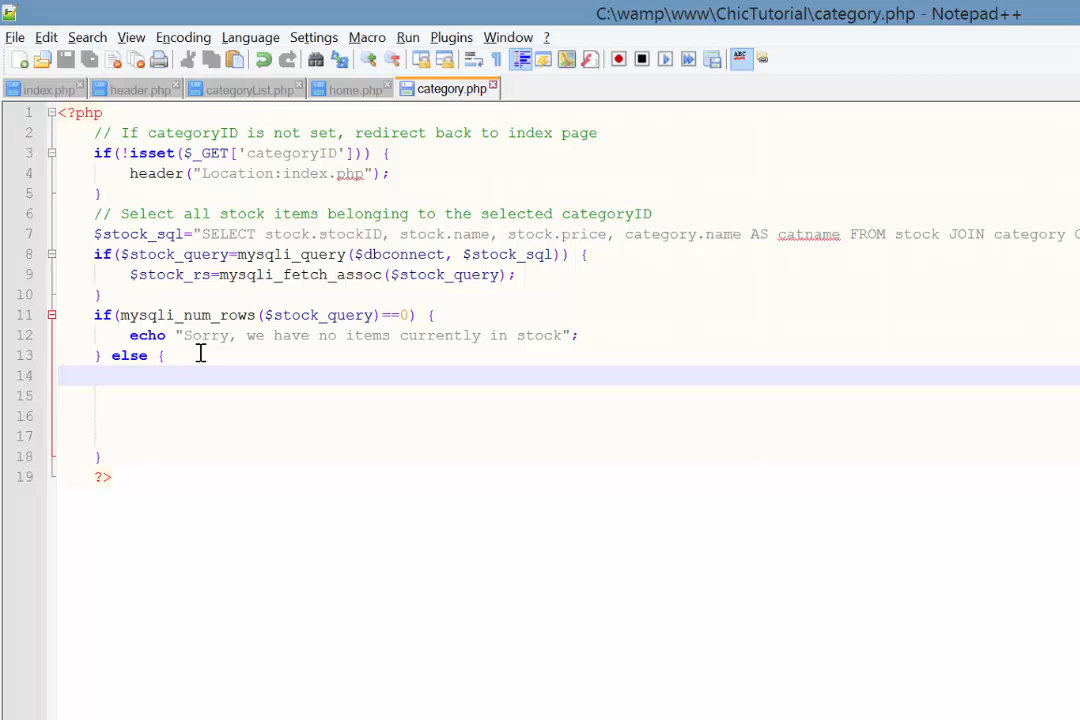 C:\wamp\www\ChicTutorial\category.php - Notepad++
File Edit Search View Encoding Language Settings Macro Run Plugins Window ?
index.php header.php categoryList.php home.php category.php
1 <?php
2 // If categoryID is not set, redirect back to index page
3 if(!isset($_GET['categoryID'])) {
4 header("Location:index.php");
5 }
6 // Select all stock items belonging to the selected categoryID
7 $stock_sql="SELECT stock.stockID, stock.name, stock.price, category.name AS catname FROM stock JOIN category
8 if($stock_query=mysqli_query($dbconnect, $stock_sql)) {
9 $stock_rs=mysqli_fetch_assoc($stock_query);
10 }
11 if(mysqli_num_rows($stock_query)==0) {
12 echo "Sorry, we have no items currently in stock";
13 } else {
14
15
16
17
18 }
19 ?>